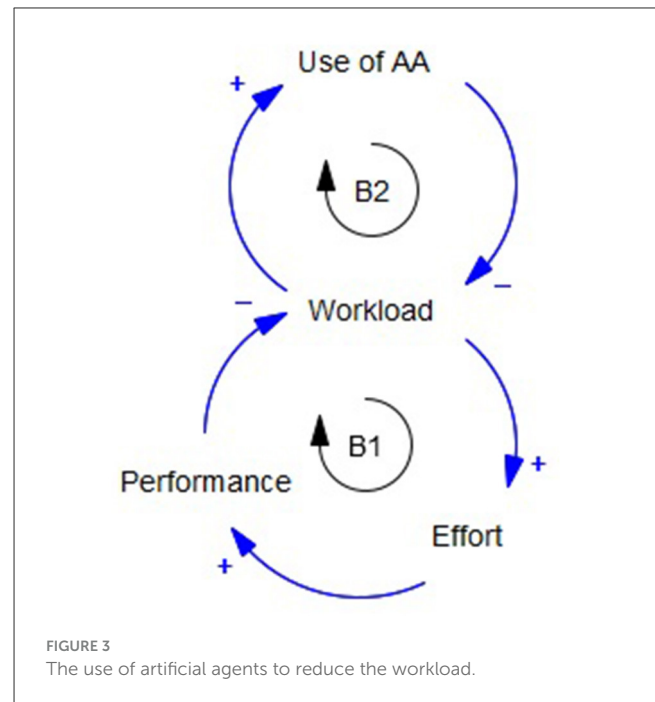 Use of AA
+
B2
–
Workload
–
B1
+
Performance
Effort
+
FIGURE 3
The use of artificial agents to reduce the workload.